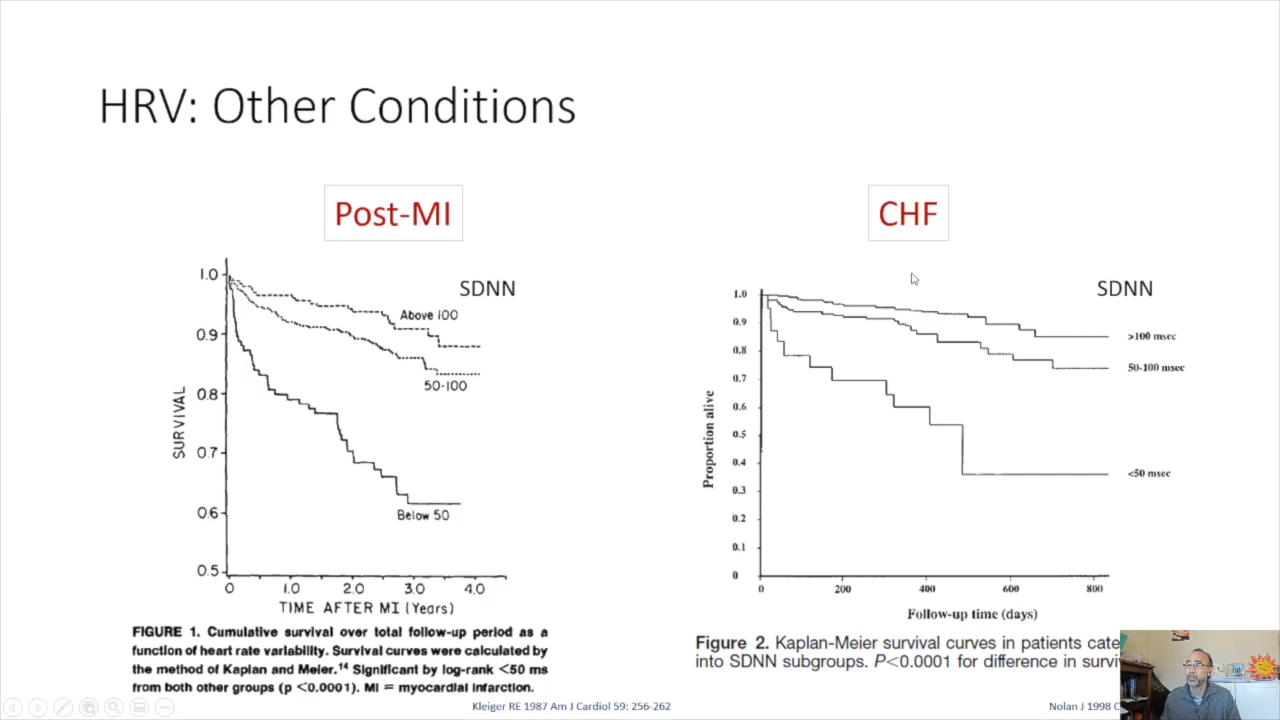 HRV: Other Conditions
Post-MI
SDNN
1.0
0.9
0.8
0.7
0.6
0.5
SURVIVAL
Above 100
50-100
Below 50
0 1.0 2.0 3.0 4.0
TIME AFTER MI (Years)
FIGURE 1. Cumulative survival over total follow-up period as a
function of heart rate variability. Survival curves were calculated by
the method of Kaplan and Meier.14 Significant by log-rank <50 ms
from both other groups (p <0.0001). MI = myocardial infarction.
Kleiger RE 1987 Am J Cardiol 59: 256-262
CHF
SDNN
1.0
0.9
0.8
0.7
0.6
0.5
0.4
0.3
0.2
0.1
0
Proportion alive
>100 msec
50-100 msec
<50 msec
0 200 400 600 800
Follow-up time (days)
Figure 2. Kaplan-Meier survival curves in patients cate
into SDNN subgroups. P<0.0001 for difference in survi
Nolan J 1998 C